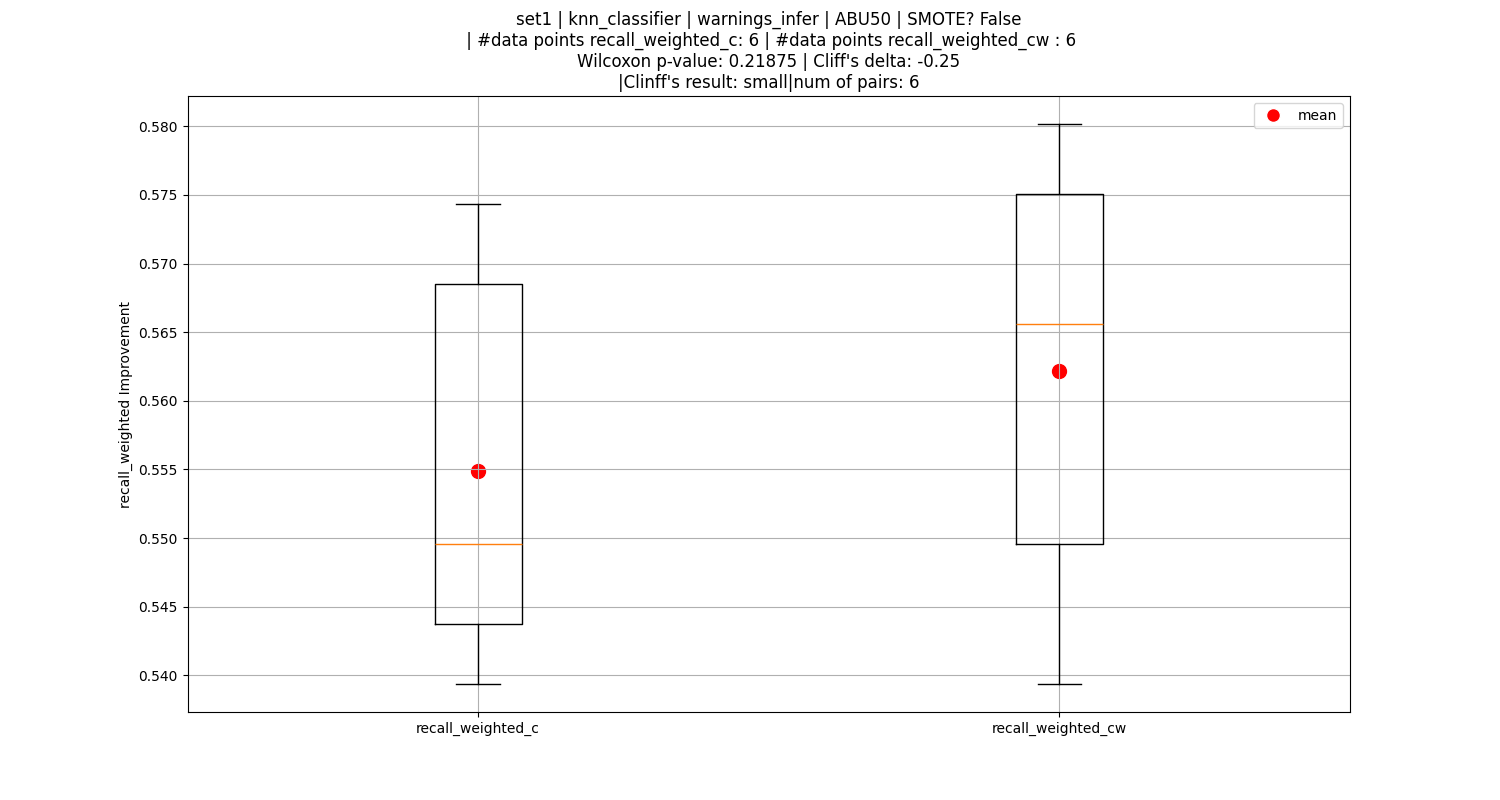 set1 | knn_classifier | warnings_infer | ABU50 | SMOTE? False
| #data points recall_weighted_c: 6 | #data points recall_weighted_cw : 6
Wilcoxon p-value: 0.21875 | Cliff's delta: -0.25
|Clinff's result: small|num of pairs: 6
mean
0.580
0.575
0.570
0.565
0.560
0.555
0.550
0.545
0.540
recall_weighted Improvement
recall_weighted_c
recall_weighted_cw